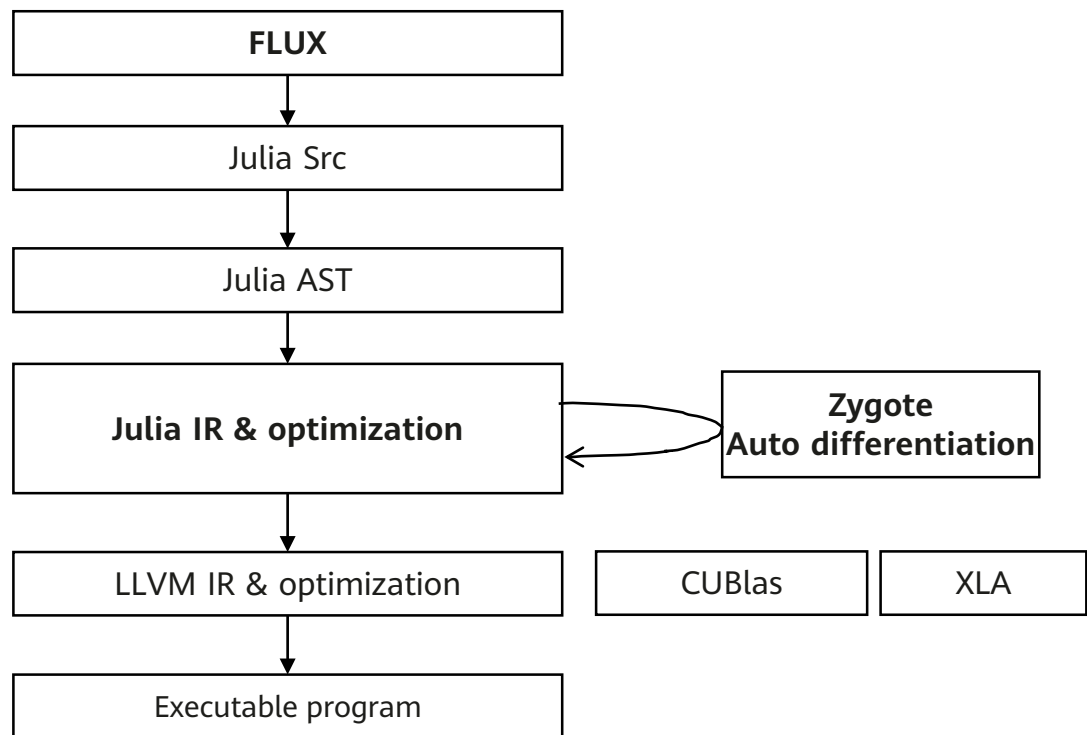 FLUX
Julia Src
Julia AST
Julia IR & optimization
Zygote
Auto differentiation
LLVM IR & optimization
CUBlas
XLA
Executable program